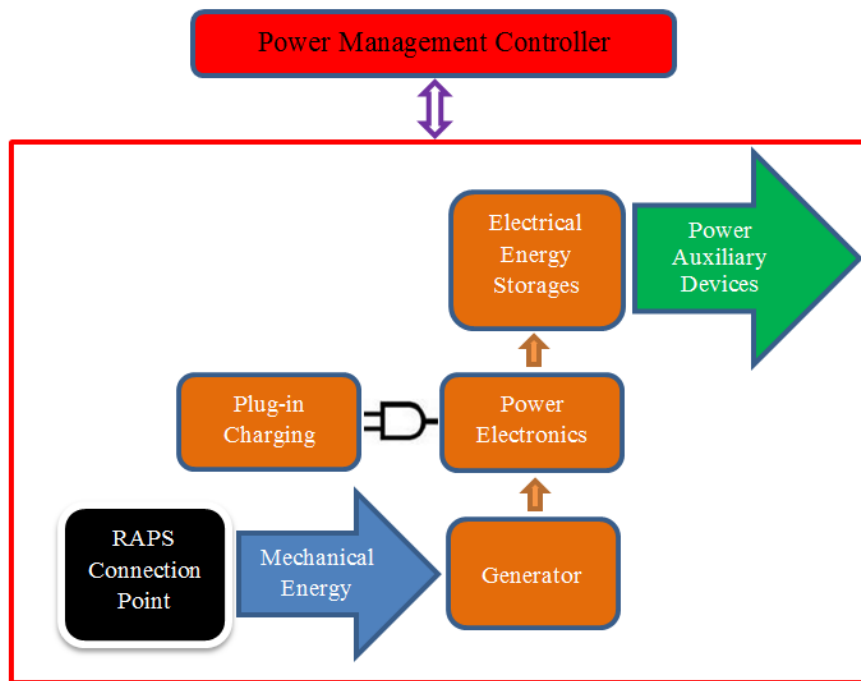 Power Management Controller
Electrical
Energy
Storages
Power
Auxiliary
Devices
Plug-in
Charging
Power
Electronics
RAPS
Connection
Point
Mechanical
Energy
Generator